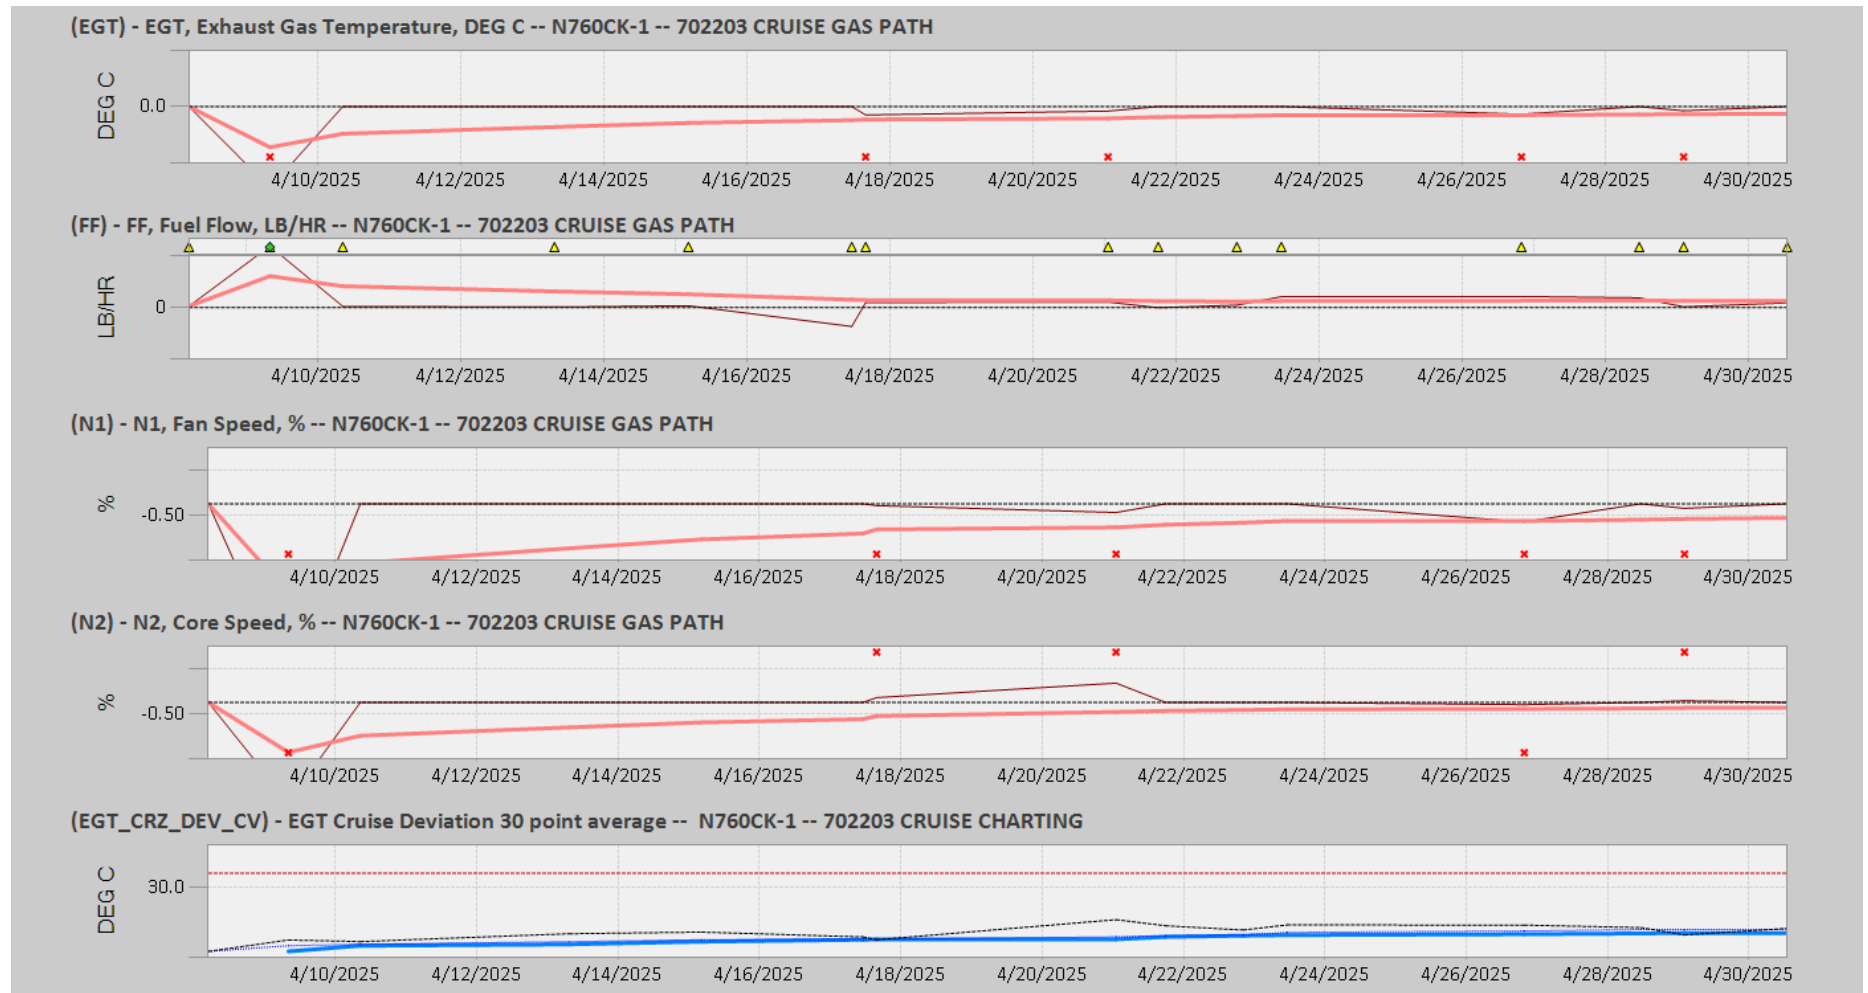 (EGT) - EGT, Exhaust Gas Temperature, DEG C -- N760CK-1 -- 702203 CRUISE GAS PATH
DEG C
0.0
4/10/2025 4/12/2025 4/14/2025 4/16/2025 4/18/2025 4/20/2025 4/22/2025 4/24/2025 4/26/2025 4/28/2025 4/30/2025
(FF) - FF, Fuel Flow, LB/HR -- N760CK-1 -- 702203 CRUISE GAS PATH
LB/HR
0
4/10/2025 4/12/2025 4/14/2025 4/16/2025 4/18/2025 4/20/2025 4/22/2025 4/24/2025 4/26/2025 4/28/2025 4/30/2025
(N1) - N1, Fan Speed, % -- N760CK-1 -- 702203 CRUISE GAS PATH
%
-0.50
4/10/2025 4/12/2025 4/14/2025 4/16/2025 4/18/2025 4/20/2025 4/22/2025 4/24/2025 4/26/2025 4/28/2025 4/30/2025
(N2) - N2, Core Speed, % -- N760CK-1 -- 702203 CRUISE GAS PATH
%
-0.50
4/10/2025 4/12/2025 4/14/2025 4/16/2025 4/18/2025 4/20/2025 4/22/2025 4/24/2025 4/26/2025 4/28/2025 4/30/2025
(EGT_CRZ_DEV_CV) - EGT Cruise Deviation 30 point average -- N760CK-1 -- 702203 CRUISE CHARTING
DEG C
30.0
4/10/2025 4/12/2025 4/14/2025 4/16/2025 4/18/2025 4/20/2025 4/22/2025 4/24/2025 4/26/2025 4/28/2025 4/30/2025